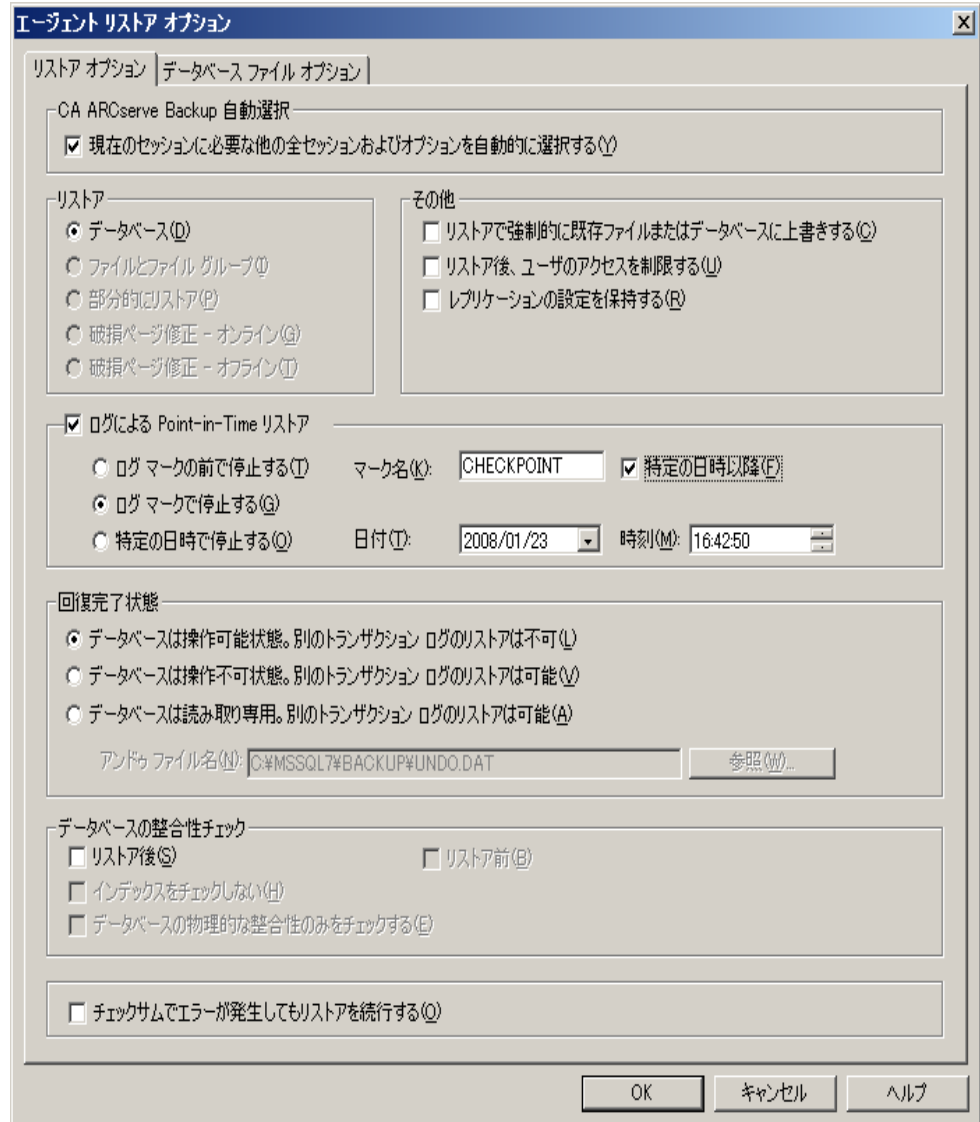 エージェント リストア オプション
リストア オプション
データベース ファイル オプション
CA ARCserve Backup 自動選択
現在のセッションに必要な他の全セッションおよびオプションを自動的に選択する(Y)
リストア
データベース(D)
ファイルとファイル グループ(I)
部分的にリストア(P)
破損ページ修正 - オンライン(G)
破損ページ修正 - オフライン(T)
その他
リストアで強制的に既存ファイルまたはデータベースに上書きする(C)
リストア後、ユーザのアクセスを制限する(U)
レプリケーションの設定を保持する(R)
ログによる Point-in-Time リストア
ログ マークの前で停止する(T) マーク名(K): CHECKPOINT 特定の日時以降(F)
ログ マークで停止する(G)
特定の日時で停止する(O) 日付(T): 2008/01/23 時刻(M): 16:42:50
回復完了状態
データベースは操作可能状態。別のトランザクション ログのリストアは不可(L)
データベースは操作不可状態。別のトランザクション ログのリストアは可能(V)
データベースは読み取り専用。別のトランザクション ログのリストアは可能(A)
アンドゥ ファイル名(N): C:¥MSSQL7¥BACKUP¥UNDO.DAT 参照(W)...
データベースの整合性チェック
リストア後(S) リストア前(B)
インデックスをチェックしない(H)
データベースの物理的な整合性のみをチェックする(E)
チェックサムでエラーが発生してもリストアを続行する(O)
OK キャンセル ヘルプ